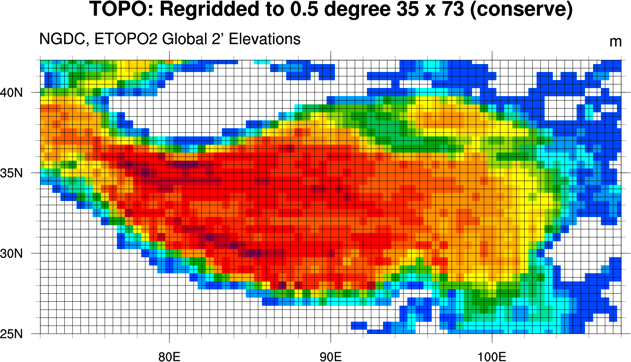 TOPO: Regridded to 0.5 degree 35 x 73 (conserve)
NGDC, ETOPO2 Global 2' Elevations m
40N
35N
30N
25N
80E 90E 100E